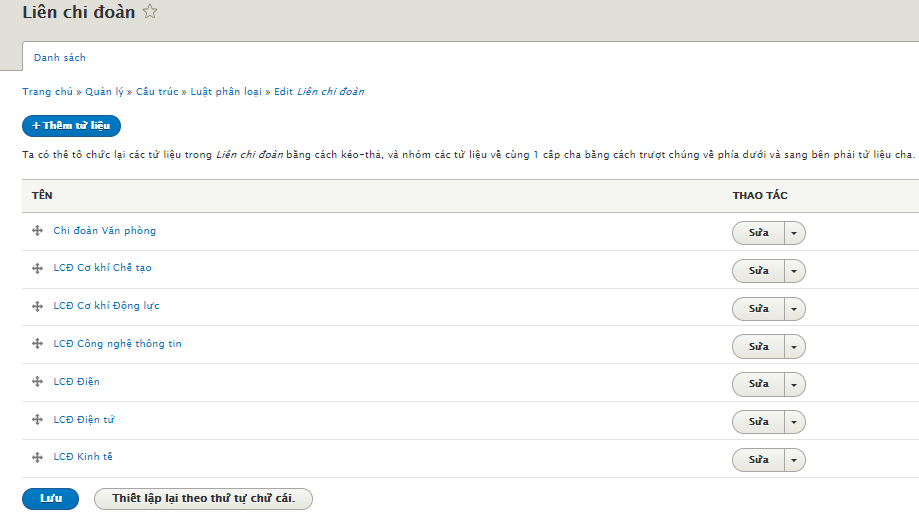 Liên chi đoàn
Danh sách
Trang chủ » Quản lý » Cấu trúc » Luật phân loại » Edit Liên chi đoàn
+ Thêm từ liệu
Ta có thể tổ chức lại các từ liệu trong Liên chi đoàn bằng cách kéo-thả, và nhóm các từ liệu về cùng 1 cấp cha bằng cách trượt chúng về phía dưới và sang bên phải từ liệu cha.
TÊN THAO TÁC
Chi đoàn Văn phòng Sửa
LCĐ Cơ khí Chế tạo Sửa
LCĐ Cơ khí Động lực Sửa
LCĐ Công nghệ thông tin Sửa
LCĐ Điện Sửa
LCĐ Điện tử Sửa
LCĐ Kinh tế Sửa
Lưu Thiết lập lại theo thứ tự chữ cái.